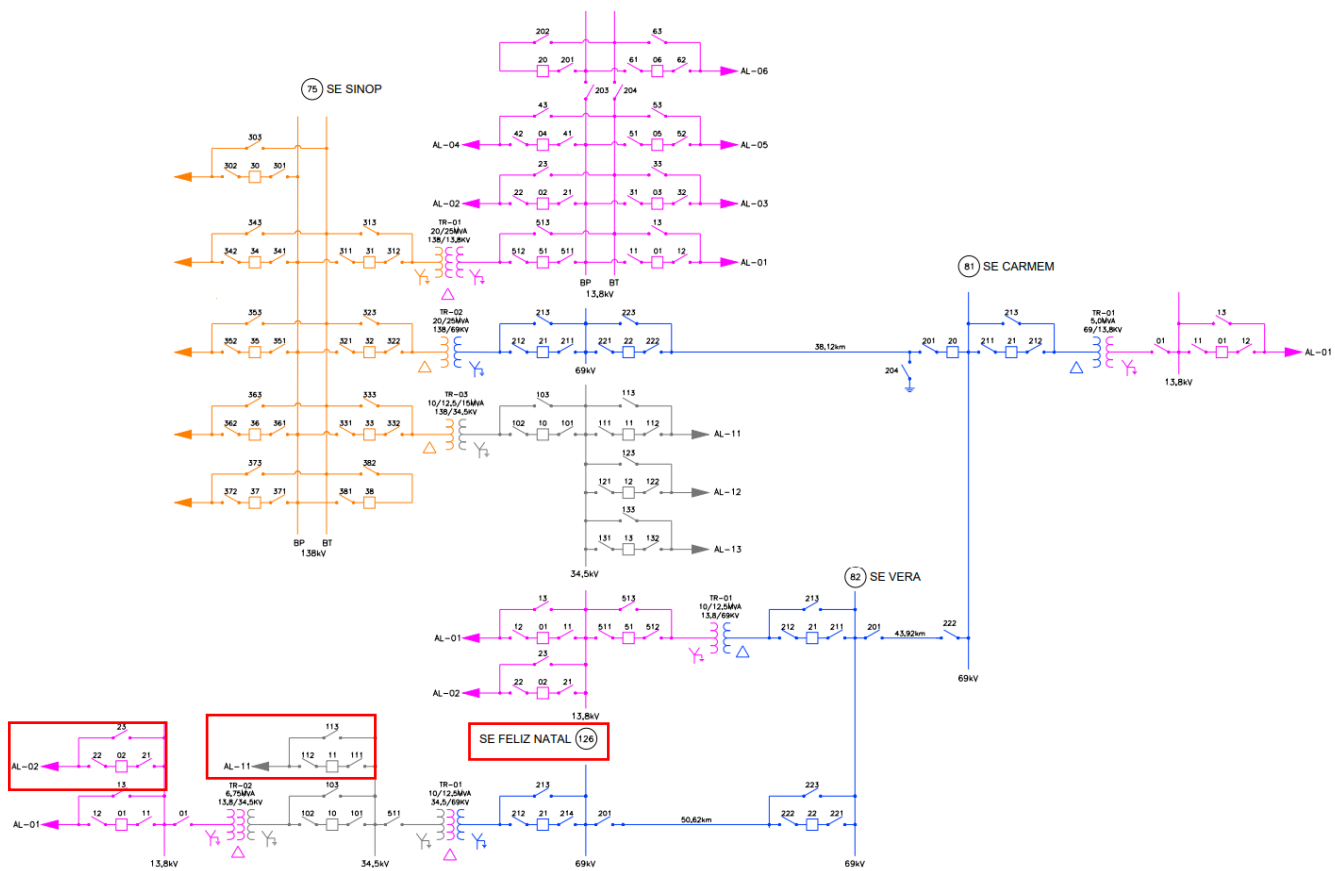 202 63
20 201 61 06 62 AL-06
203 204
75 SE SINOP
43 53
AL-04 42 04 41 51 05 52 AL-05
303
302 30 301
23 33
AL-02 22 02 21 31 03 32 AL-03
343 313
TR-01
20/25MVA
138/13,8KV
513 13
342 34 341 311 31 312 512 51 511 11 01 12 AL-01
BP BT
13,8kV
81 SE CARMEM
353 323
TR-02
20/25MVA
138/69KV
213 223
352 35 351 321 32 322 212 21 211 221 22 222
69kV
38,12km
204
201 20
213
211 21 212
TR-01
5,0MVA
69/13,8KV
13
01 11 01 12 AL-01
13,8kV
363 333
TR-03
10/12,5/15MVA
138/34,5KV
103 113
362 36 361 331 33 332 102 10 101 111 11 112 AL-11
373 382
372 37 371 381 38
123
121 12 122 AL-12
133
131 13 132 AL-13
BP BT
138kV
34,5kV
82 SE VERA
13 513
TR-01
10/12,5MVA
13,8/69KV
213
AL-01 12 01 11 511 51 512 212 21 211 201 43,92km 222
23
AL-02 22 02 21
69kV
13,8kV
SE FELIZ NATAL 126
23 113
AL-02 22 02 21 AL-11 112 11 111
13
TR-02
6,75MVA
13,8/34,5KV
103
TR-01
10/12,5MVA
34,5/69KV
213 223
AL-01 12 01 11 01 102 10 101 511 212 21 214 201 50,62km 222 22 221
13,8kV 34,5kV 69kV 69kV